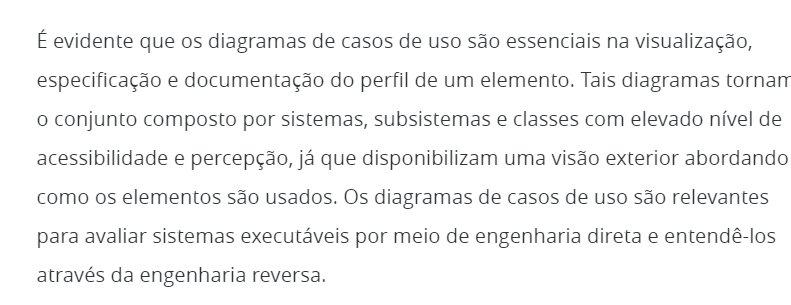 É evidente que os diagramas de casos de uso são essenciais na visualização,
especificação e documentação do perfil de um elemento. Tais diagramas tornam
o conjunto composto por sistemas, subsistemas e classes com elevado nível de
acessibilidade e percepção, já que disponibilizam uma visão exterior abordando
como os elementos são usados. Os diagramas de casos de uso são relevantes
para avaliar sistemas executáveis por meio de engenharia direta e entendê-los
através da engenharia reversa.